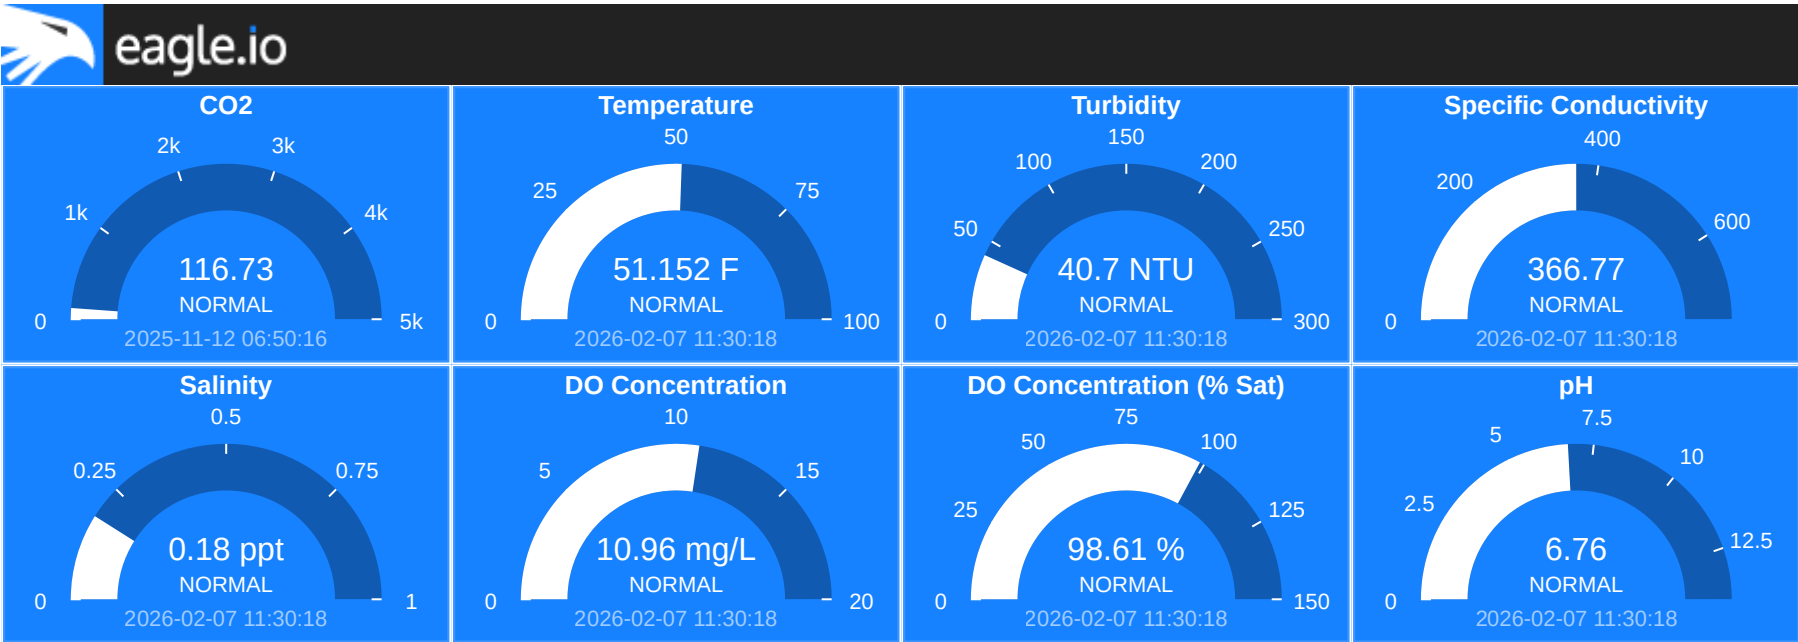 eagle.io
CO2
0
1k
2k
3k
4k
5k
116.73
NORMAL
2025-11-12 06:50:16
Temperature
0
25
50
75
100
51.152 F
NORMAL
2026-02-07 11:30:18
Turbidity
0
50
100
150
200
250
300
40.7 NTU
NORMAL
2026-02-07 11:30:18
Specific Conductivity
0
200
400
600
366.77
NORMAL
2026-02-07 11:30:18
Salinity
0
0.25
0.5
0.75
1
0.18 ppt
NORMAL
2026-02-07 11:30:18
DO Concentration
0
5
10
15
20
10.96 mg/L
NORMAL
2026-02-07 11:30:18
DO Concentration (% Sat)
0
25
50
75
100
125
150
98.61 %
NORMAL
2026-02-07 11:30:18
pH
0
2.5
5
7.5
10
12.5
6.76
NORMAL
2026-02-07 11:30:18